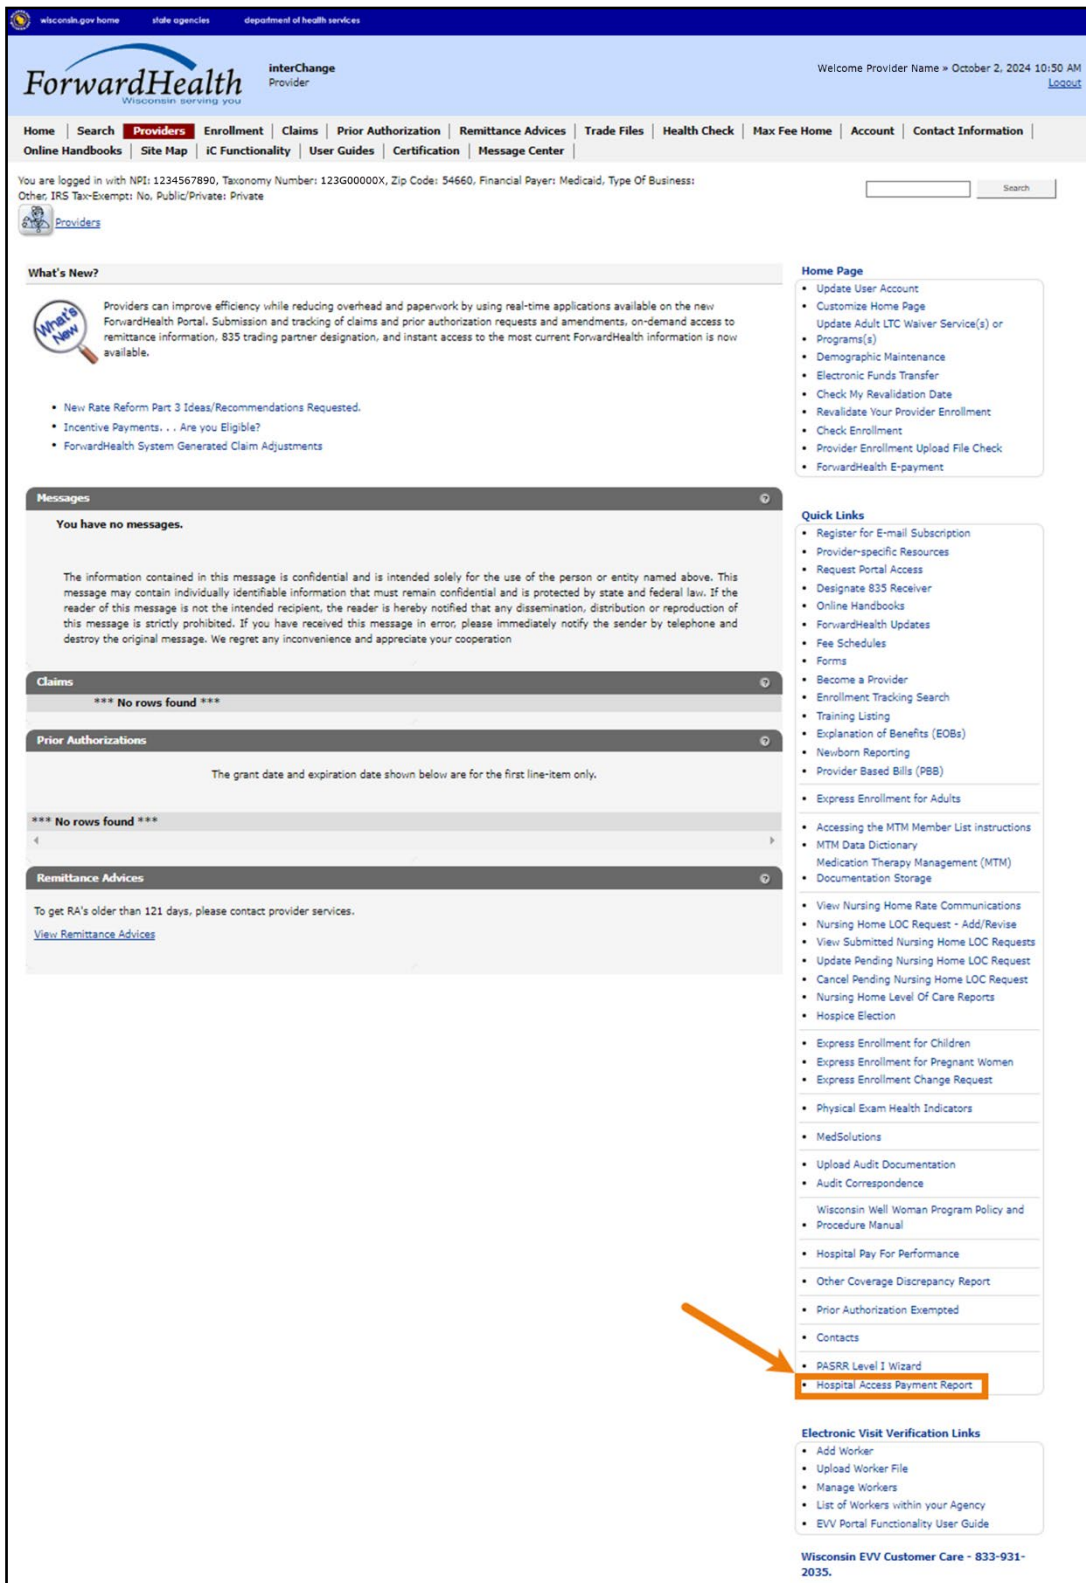 wisconsin.gov home state agencies department of health services
ForwardHealth
Wisconsin serving you
interChange
Provider
Welcome Provider Name » October 2, 2024 10:50 AM
Logout
Home | Search | Providers | Enrollment | Claims | Prior Authorization | Remittance Advices | Trade Files | Health Check | Max Fee Home | Account | Contact Information |
Online Handbooks | Site Map | iC Functionality | User Guides | Certification | Message Center |
You are logged in with NPI: 1234567890, Taxonomy Number: 123G00000X, Zip Code: 54660, Financial Payer: Medicaid, Type Of Business:
Other, IRS Tax-Exempt: No, Public/Private: Private
Search
Providers
What's New?
What's New
Providers can improve efficiency while reducing overhead and paperwork by using real-time applications available on the new
ForwardHealth Portal. Submission and tracking of claims and prior authorization requests and amendments, on-demand access to
remittance information, 835 trading partner designation, and instant access to the most current ForwardHealth information is now
available.
• New Rate Reform Part 3 Ideas/Recommendations Requested.
• Incentive Payments. . . Are you Eligible?
• ForwardHealth System Generated Claim Adjustments
Messages
You have no messages.
The information contained in this message is confidential and is intended solely for the use of the person or entity named above. This
message may contain individually identifiable information that must remain confidential and is protected by state and federal law. If the
reader of this message is not the intended recipient, the reader is hereby notified that any dissemination, distribution or reproduction of
this message is strictly prohibited. If you have received this message in error, please immediately notify the sender by telephone and
destroy the original message. We regret any inconvenience and appreciate your cooperation
Claims
*** No rows found ***
Prior Authorizations
The grant date and expiration date shown below are for the first line-item only.
*** No rows found ***
Remittance Advices
To get RA's older than 121 days, please contact provider services.
View Remittance Advices
Home Page
• Update User Account
• Customize Home Page
Update Adult LTC Waiver Service(s) or
• Programs(s)
• Demographic Maintenance
• Electronic Funds Transfer
• Check My Revalidation Date
• Revalidate Your Provider Enrollment
• Check Enrollment
• Provider Enrollment Upload File Check
• ForwardHealth E-payment
Quick Links
• Register for E-mail Subscription
• Provider-specific Resources
• Request Portal Access
• Designate 835 Receiver
• Online Handbooks
• ForwardHealth Updates
• Fee Schedules
• Forms
• Become a Provider
• Enrollment Tracking Search
• Training Listing
• Explanation of Benefits (EOBs)
• Newborn Reporting
• Provider Based Bills (PBB)
• Express Enrollment for Adults
• Accessing the MTM Member List instructions
• MTM Data Dictionary
Medication Therapy Management (MTM)
• Documentation Storage
• View Nursing Home Rate Communications
• Nursing Home LOC Request - Add/Revise
• View Submitted Nursing Home LOC Requests
• Update Pending Nursing Home LOC Request
• Cancel Pending Nursing Home LOC Request
• Nursing Home Level Of Care Reports
• Hospice Election
• Express Enrollment for Children
• Express Enrollment for Pregnant Women
• Express Enrollment Change Request
• Physical Exam Health Indicators
• MedSolutions
• Upload Audit Documentation
• Audit Correspondence
Wisconsin Well Woman Program Policy and
• Procedure Manual
• Hospital Pay For Performance
• Other Coverage Discrepancy Report
• Prior Authorization Exempted
• Contacts
• PASRR Level I Wizard
• Hospital Access Payment Report
Electronic Visit Verification Links
• Add Worker
• Upload Worker File
• Manage Workers
• List of Workers within your Agency
• EVV Portal Functionality User Guide
Wisconsin EVV Customer Care - 833-931-
2035.